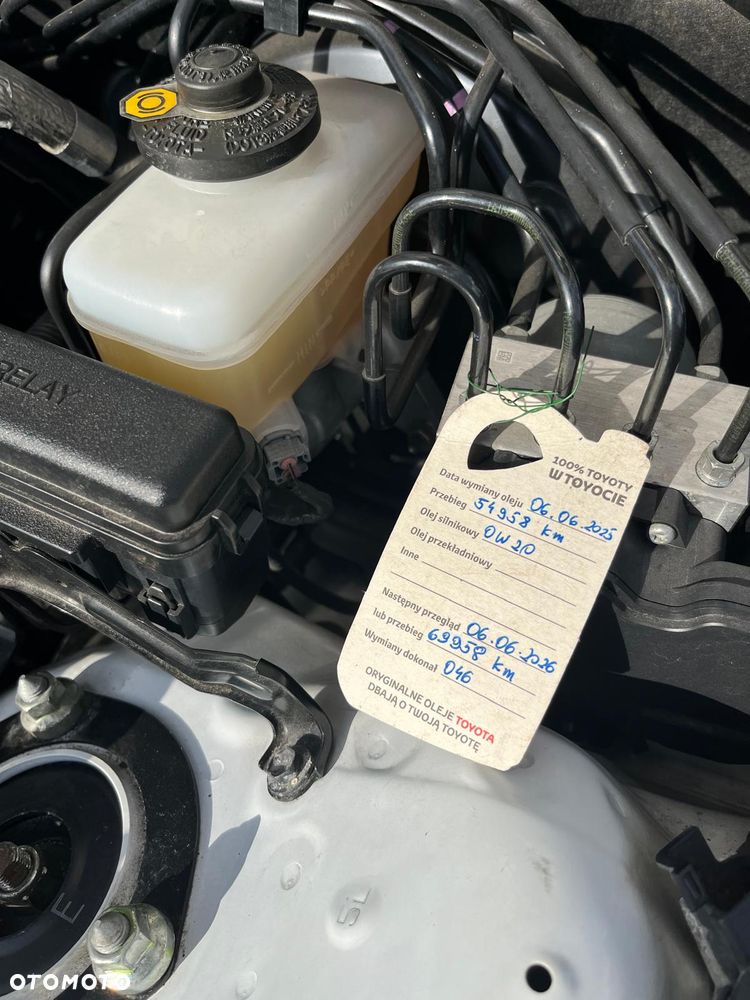 RELAY
100% TOYOTY
W TOYOCIE
Data wymiany oleju 06.06.2025
Przebieg 54958 km
Olej silnikowy 0W20
Olej przekładniowy
Inne
Następny przegląd 06.06.2026
lub przebieg 69958 km
Wymiany dokonał 046
ORYGINALNE OLEJE TOYOTA
DBAJĄ O TWOJĄ TOYOTĘ
E
5L
OTOMOTO